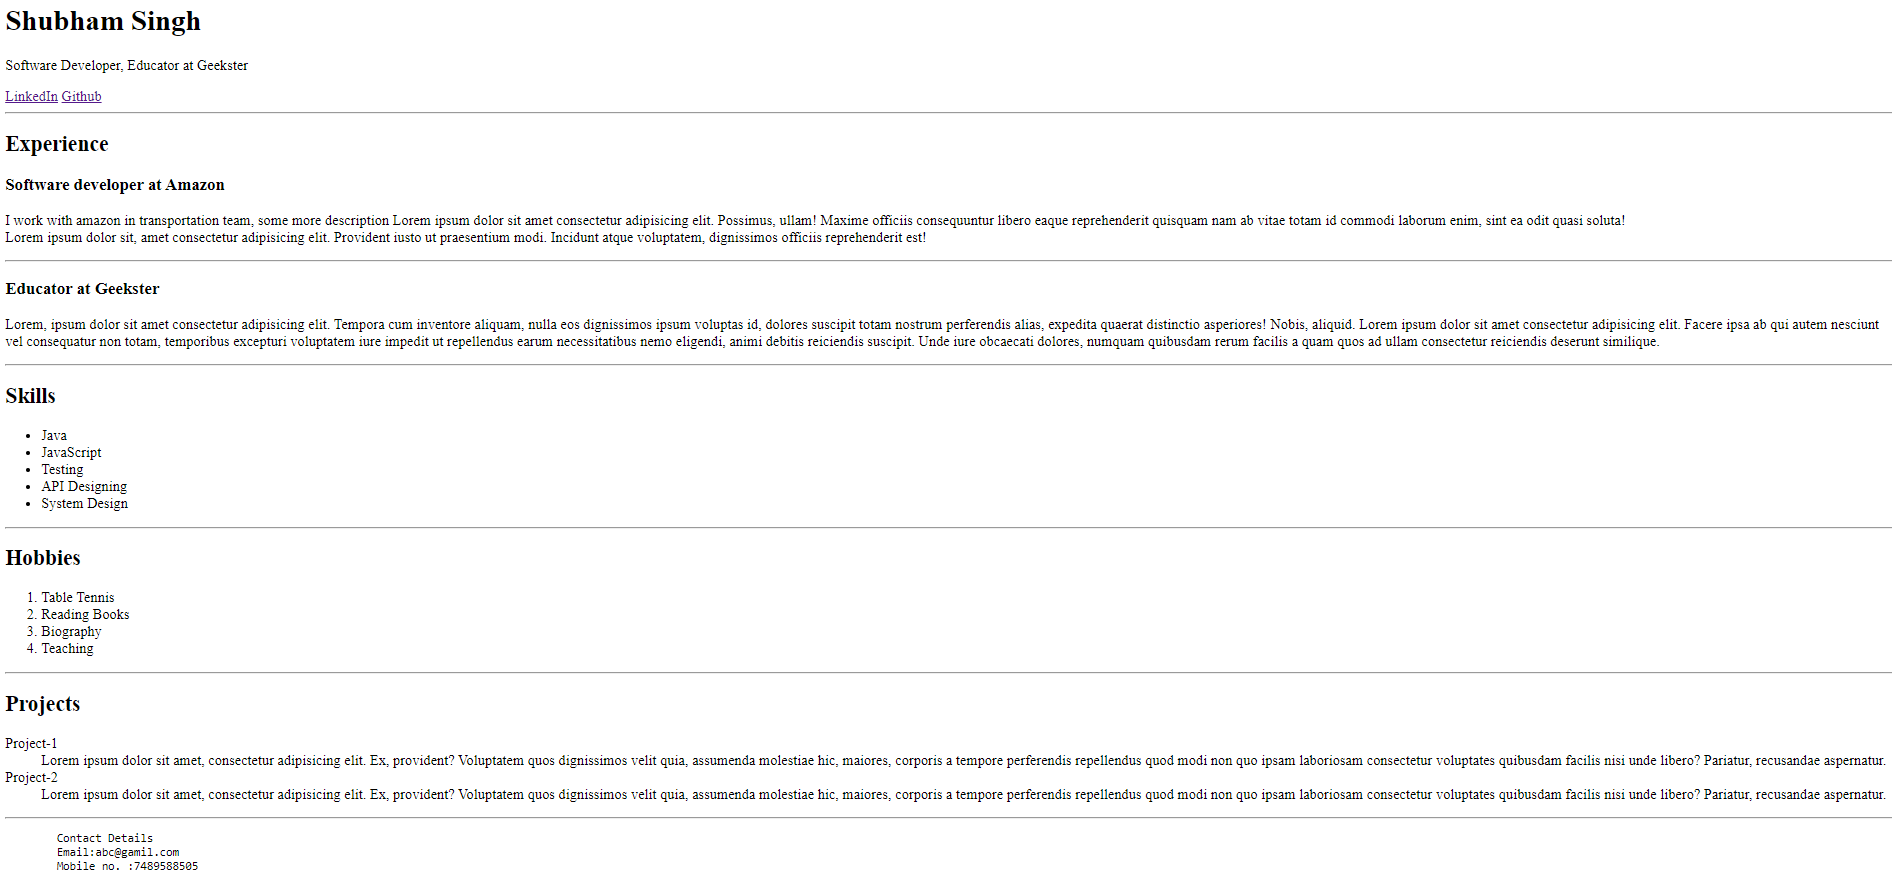 Shubham Singh
Software Developer, Educator at Geekster
LinkedIn Github
Experience
Software developer at Amazon
I work with amazon in transportation team, some more description Lorem ipsum dolor sit amet consectetur adipisicing elit. Possimus, ullam! Maxime officiis consequuntur libero eaque reprehenderit quisquam nam ab vitae totam id commodi laborum enim, sint ea odit quasi soluta!
Lorem ipsum dolor sit, amet consectetur adipisicing elit. Provident iusto ut praesentium modi. Incidunt atque voluptatem, dignissimos officiis reprehenderit est!
Educator at Geekster
Lorem, ipsum dolor sit amet consectetur adipisicing elit. Tempora cum inventore aliquam, nulla eos dignissimos ipsum voluptas id, dolores suscipit totam nostrum perferendis alias, expedita quaerat distinctio asperiores! Nobis, aliquid. Lorem ipsum dolor sit amet consectetur adipisicing elit. Facere ipsa ab qui autem nesciunt
vel consequatur non totam, temporibus excepturi voluptatem iure impedit ut repellendus earum necessitatibus nemo eligendi, animi debitis reiciendis suscipit. Unde iure obcaecati dolores, numquam quibusdam rerum facilis a quam quos ad ullam consectetur reiciendis deserunt similique.
Skills
• Java
• JavaScript
• Testing
• API Designing
• System Design
Hobbies
1. Table Tennis
2. Reading Books
3. Biography
4. Teaching
Projects
Project-1
Lorem ipsum dolor sit amet, consectetur adipisicing elit. Ex, provident? Voluptatem quos dignissimos velit quia, assumenda molestiae hic, maiores, corporis a tempore perferendis repellendus quod modi non quo ipsam laboriosam consectetur voluptates quibusdam facilis nisi unde libero? Pariatur, recusandae aspernatur.
Project-2
Lorem ipsum dolor sit amet, consectetur adipisicing elit. Ex, provident? Voluptatem quos dignissimos velit quia, assumenda molestiae hic, maiores, corporis a tempore perferendis repellendus quod modi non quo ipsam laboriosam consectetur voluptates quibusdam facilis nisi unde libero? Pariatur, recusandae aspernatur.
Contact Details
Email:abc@gamil.com
Mobile no. :7489588505